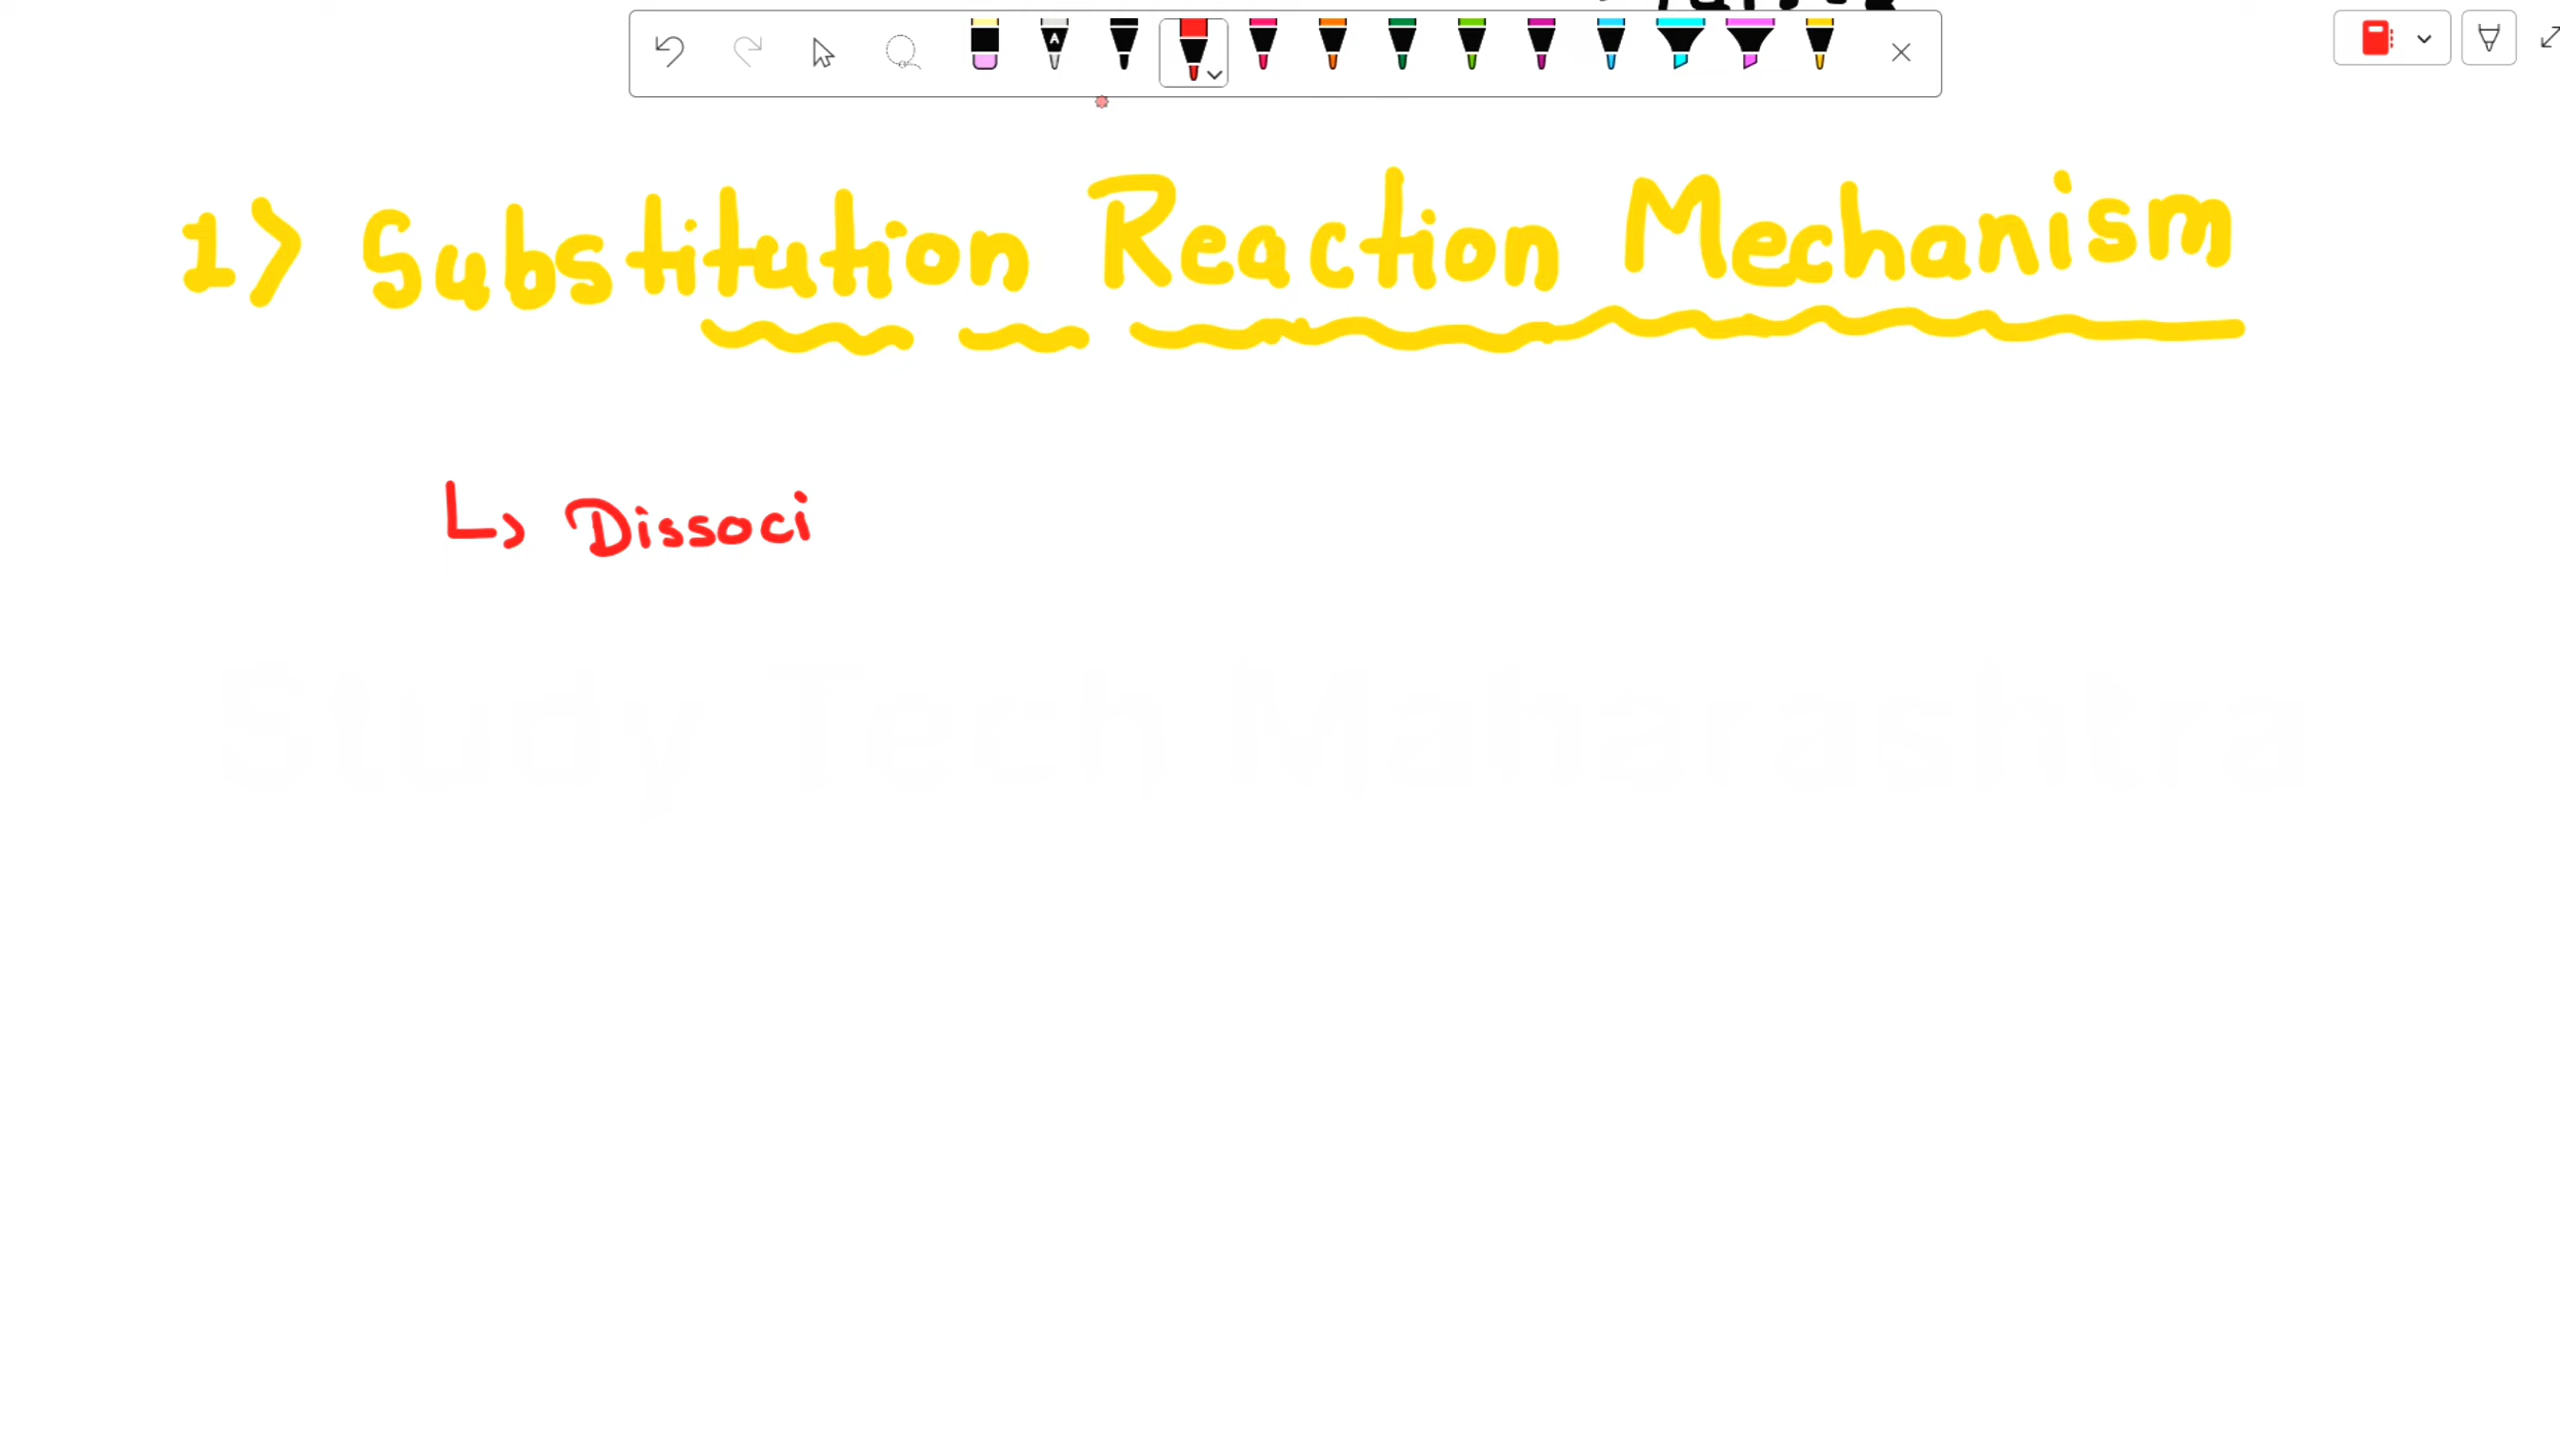 1> Substitution Reaction Mechanism
↳ Dissoci
Study Tech Maharashtra